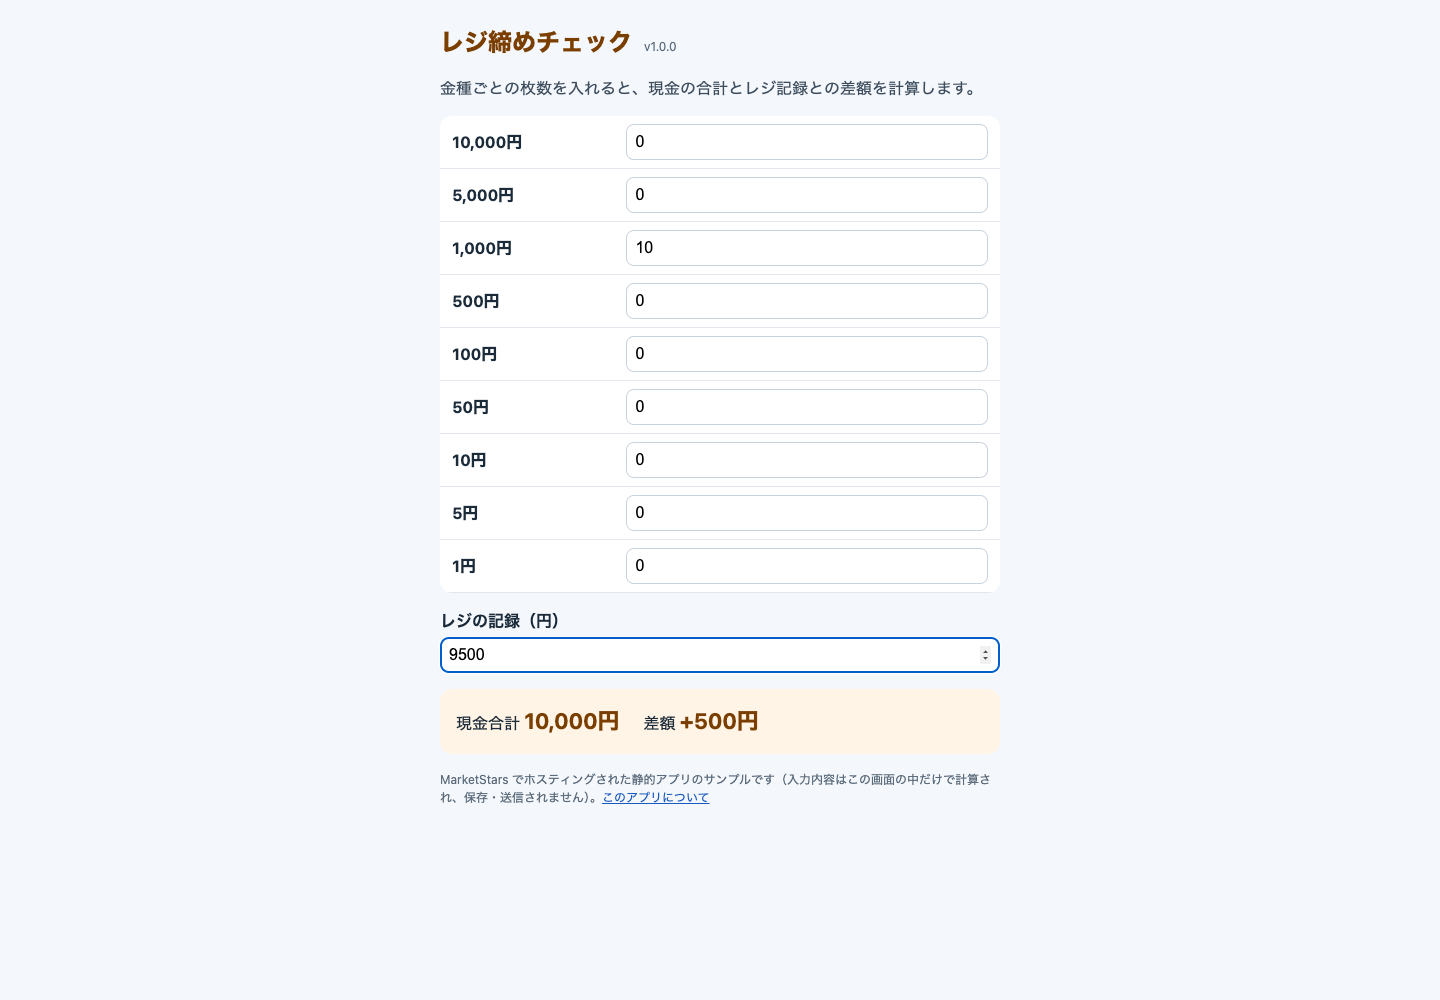 レジ締めチェック v1.0.0
金種ごとの枚数を入れると、現金の合計とレジ記録との差額を計算します。
10,000円 0
5,000円 0
1,000円 10
500円 0
100円 0
50円 0
10円 0
5円 0
1円 0
レジの記録（円）
9500
現金合計 10,000円 差額 +500円
MarketStars でホスティングされた静的アプリのサンプルです（入力内容はこの画面の中だけで計算さ
れ、保存・送信されません）。このアプリについて